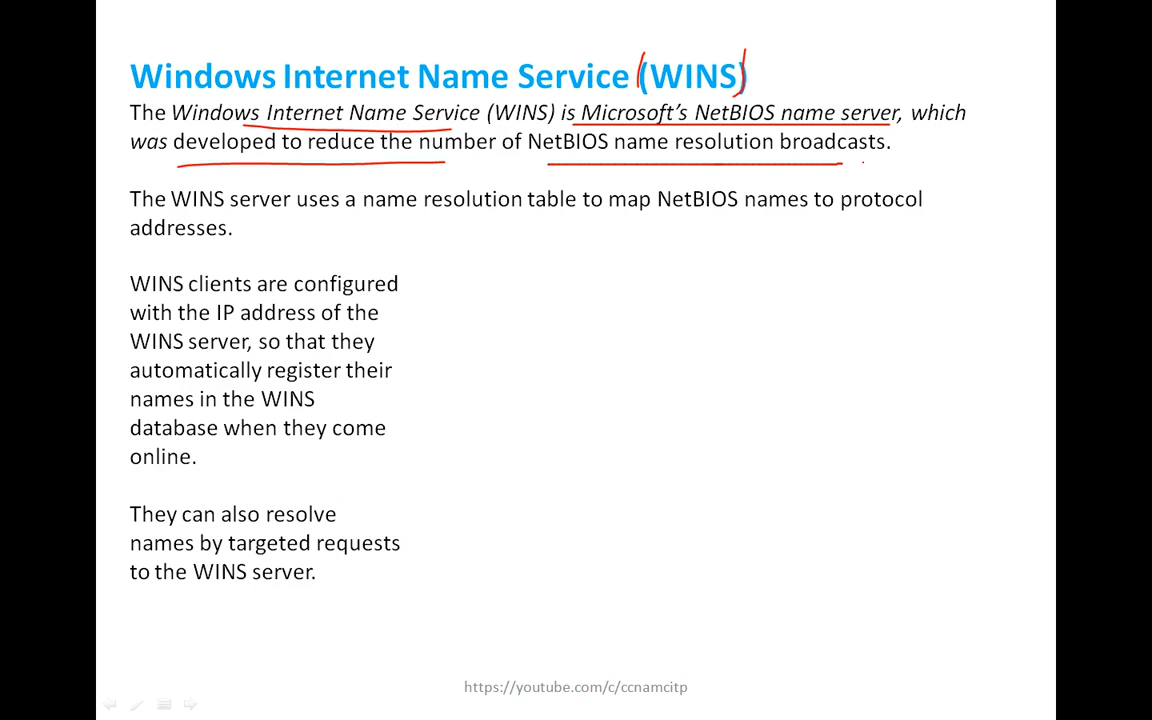 Windows Internet Name Service (WINS)
The Windows Internet Name Service (WINS) is Microsoft’s NetBIOS name server, which
was developed to reduce the number of NetBIOS name resolution broadcasts.
The WINS server uses a name resolution table to map NetBIOS names to protocol
addresses.
WINS clients are configured
with the IP address of the
WINS server, so that they
automatically register their
names in the WINS
database when they come
online.
They can also resolve
names by targeted requests
to the WINS server.
https://youtube.com/c/ccnamcitp